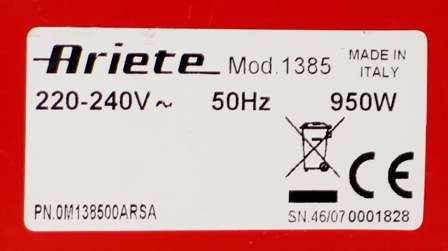 Ariete Mod.1385 MADE IN ITALY
220-240V~ 50Hz 950W
CE
PN.0M138500ARSA SN.46/07 0001828